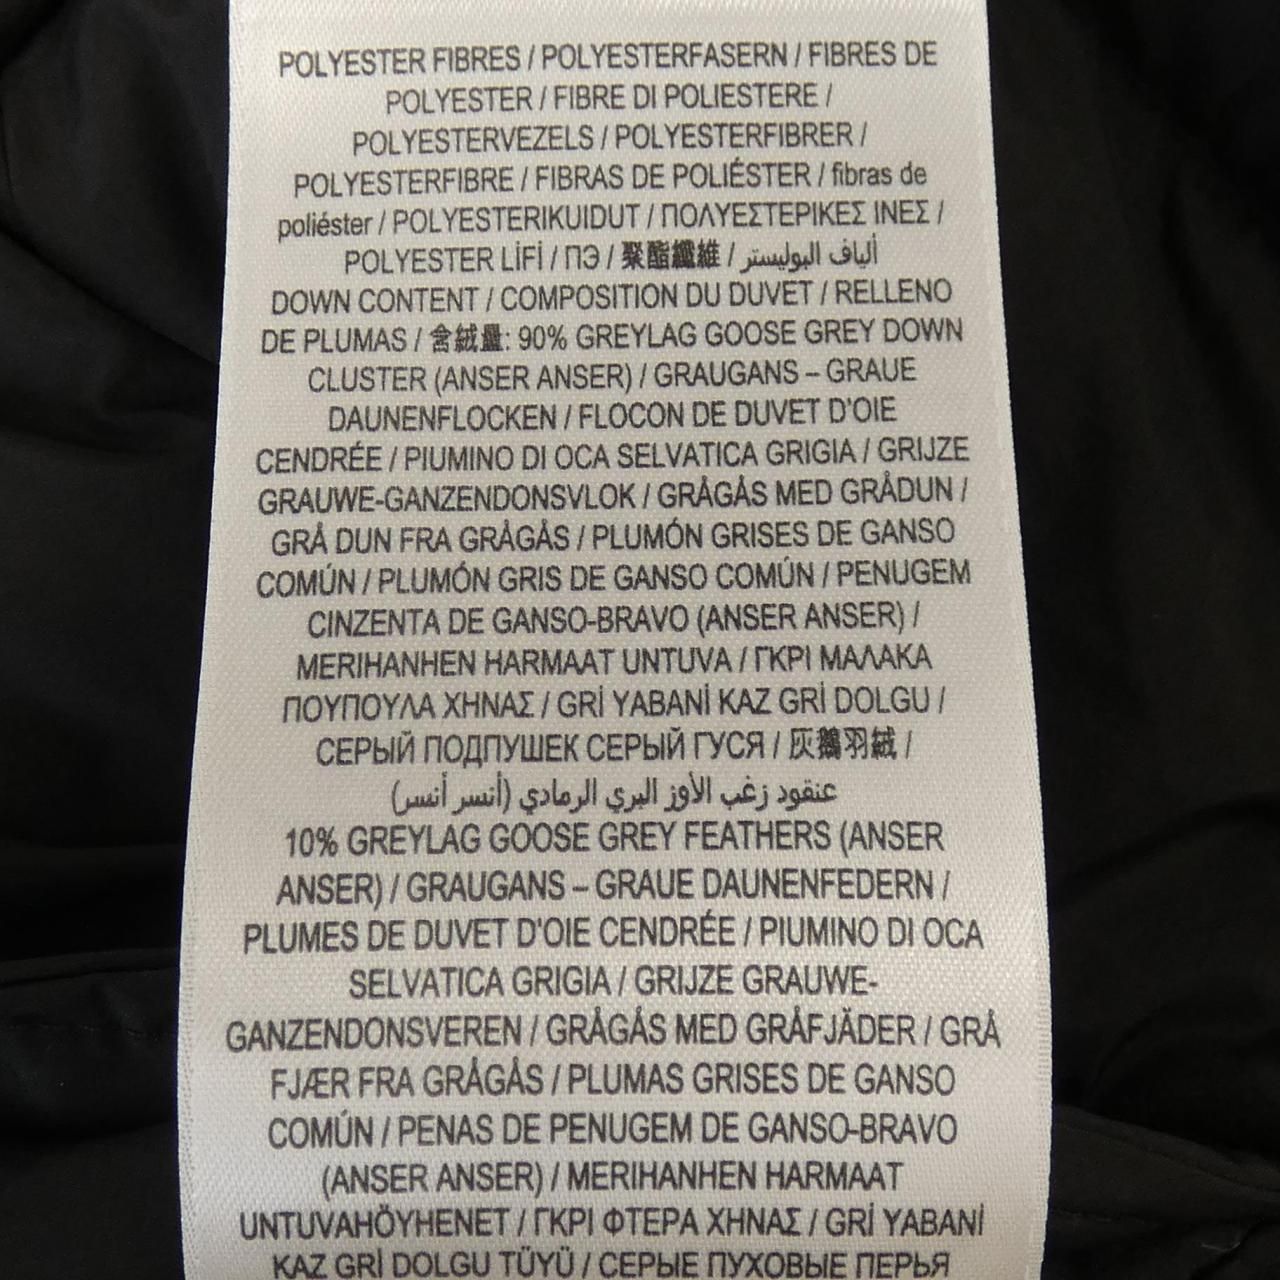 POLYESTER FIBRES / POLYESTERFASERN / FIBRES DE
POLYESTER / FIBRE DI POLIESTERE /
POLYESTERVEZELS / POLYESTERFIBRER /
POLYESTERFIBRE / FIBRAS DE POLIÉSTER / fibras de
poliéster / POLYESTERIKUIDUT / ΠΟΛΥΕΣΤΕΡΙΚΕΣ ΙΝΕΣ /
POLYESTER LİFİ / ПЭ / 聚酯纖維 / ألياف البوليستر
DOWN CONTENT / COMPOSITION DU DUVET / RELLENO
DE PLUMAS / 含絨量: 90% GREYLAG GOOSE GREY DOWN
CLUSTER (ANSER ANSER) / GRAUGANS – GRAUE
DAUNENFLOCKEN / FLOCON DE DUVET D'OIE
CENDRÉE / PIUMINO DI OCA SELVATICA GRIGIA / GRIJZE
GRAUWE-GANZENDONSVLOK / GRÅGÅS MED GRÅDUN /
GRÅ DUN FRA GRÅGÅS / PLUMÓN GRISES DE GANSO
COMÚN / PLUMÓN GRIS DE GANSO COMÚN / PENUGEM
CINZENTA DE GANSO-BRAVO (ANSER ANSER) /
MERIHANHEN HARMAAT UNTUVA / ΓΚΡΙ ΜΑΛΑΚΑ
ΠΟΥΠΟΥΛΑ ΧΗΝΑΣ / GRİ YABANİ KAZ GRİ DOLGU /
СЕРЫЙ ПОДПУШЕК СЕРЫЙ ГУСЯ / 灰鵝羽絨 /
عنقود زغب الأوز البري الرمادي (أنسر أنسر)
10% GREYLAG GOOSE GREY FEATHERS (ANSER
ANSER) / GRAUGANS – GRAUE DAUNENFEDERN /
PLUMES DE DUVET D'OIE CENDRÉE / PIUMINO DI OCA
SELVATICA GRIGIA / GRIJZE GRAUWE-
GANZENDONSVEREN / GRÅGÅS MED GRÅFJÄDER / GRÅ
FJÆR FRA GRÅGÅS / PLUMAS GRISES DE GANSO
COMÚN / PENAS DE PENUGEM DE GANSO-BRAVO
(ANSER ANSER) / MERIHANHEN HARMAAT
UNTUVAHÖYHENET / ΓΚΡΙ ΦΤΕΡΑ ΧΗΝΑΣ / GRİ YABANİ
KAZ GRİ DOLGU TÜYÜ / СЕРЫЕ ПУХОВЫЕ ПЕРЬЯ